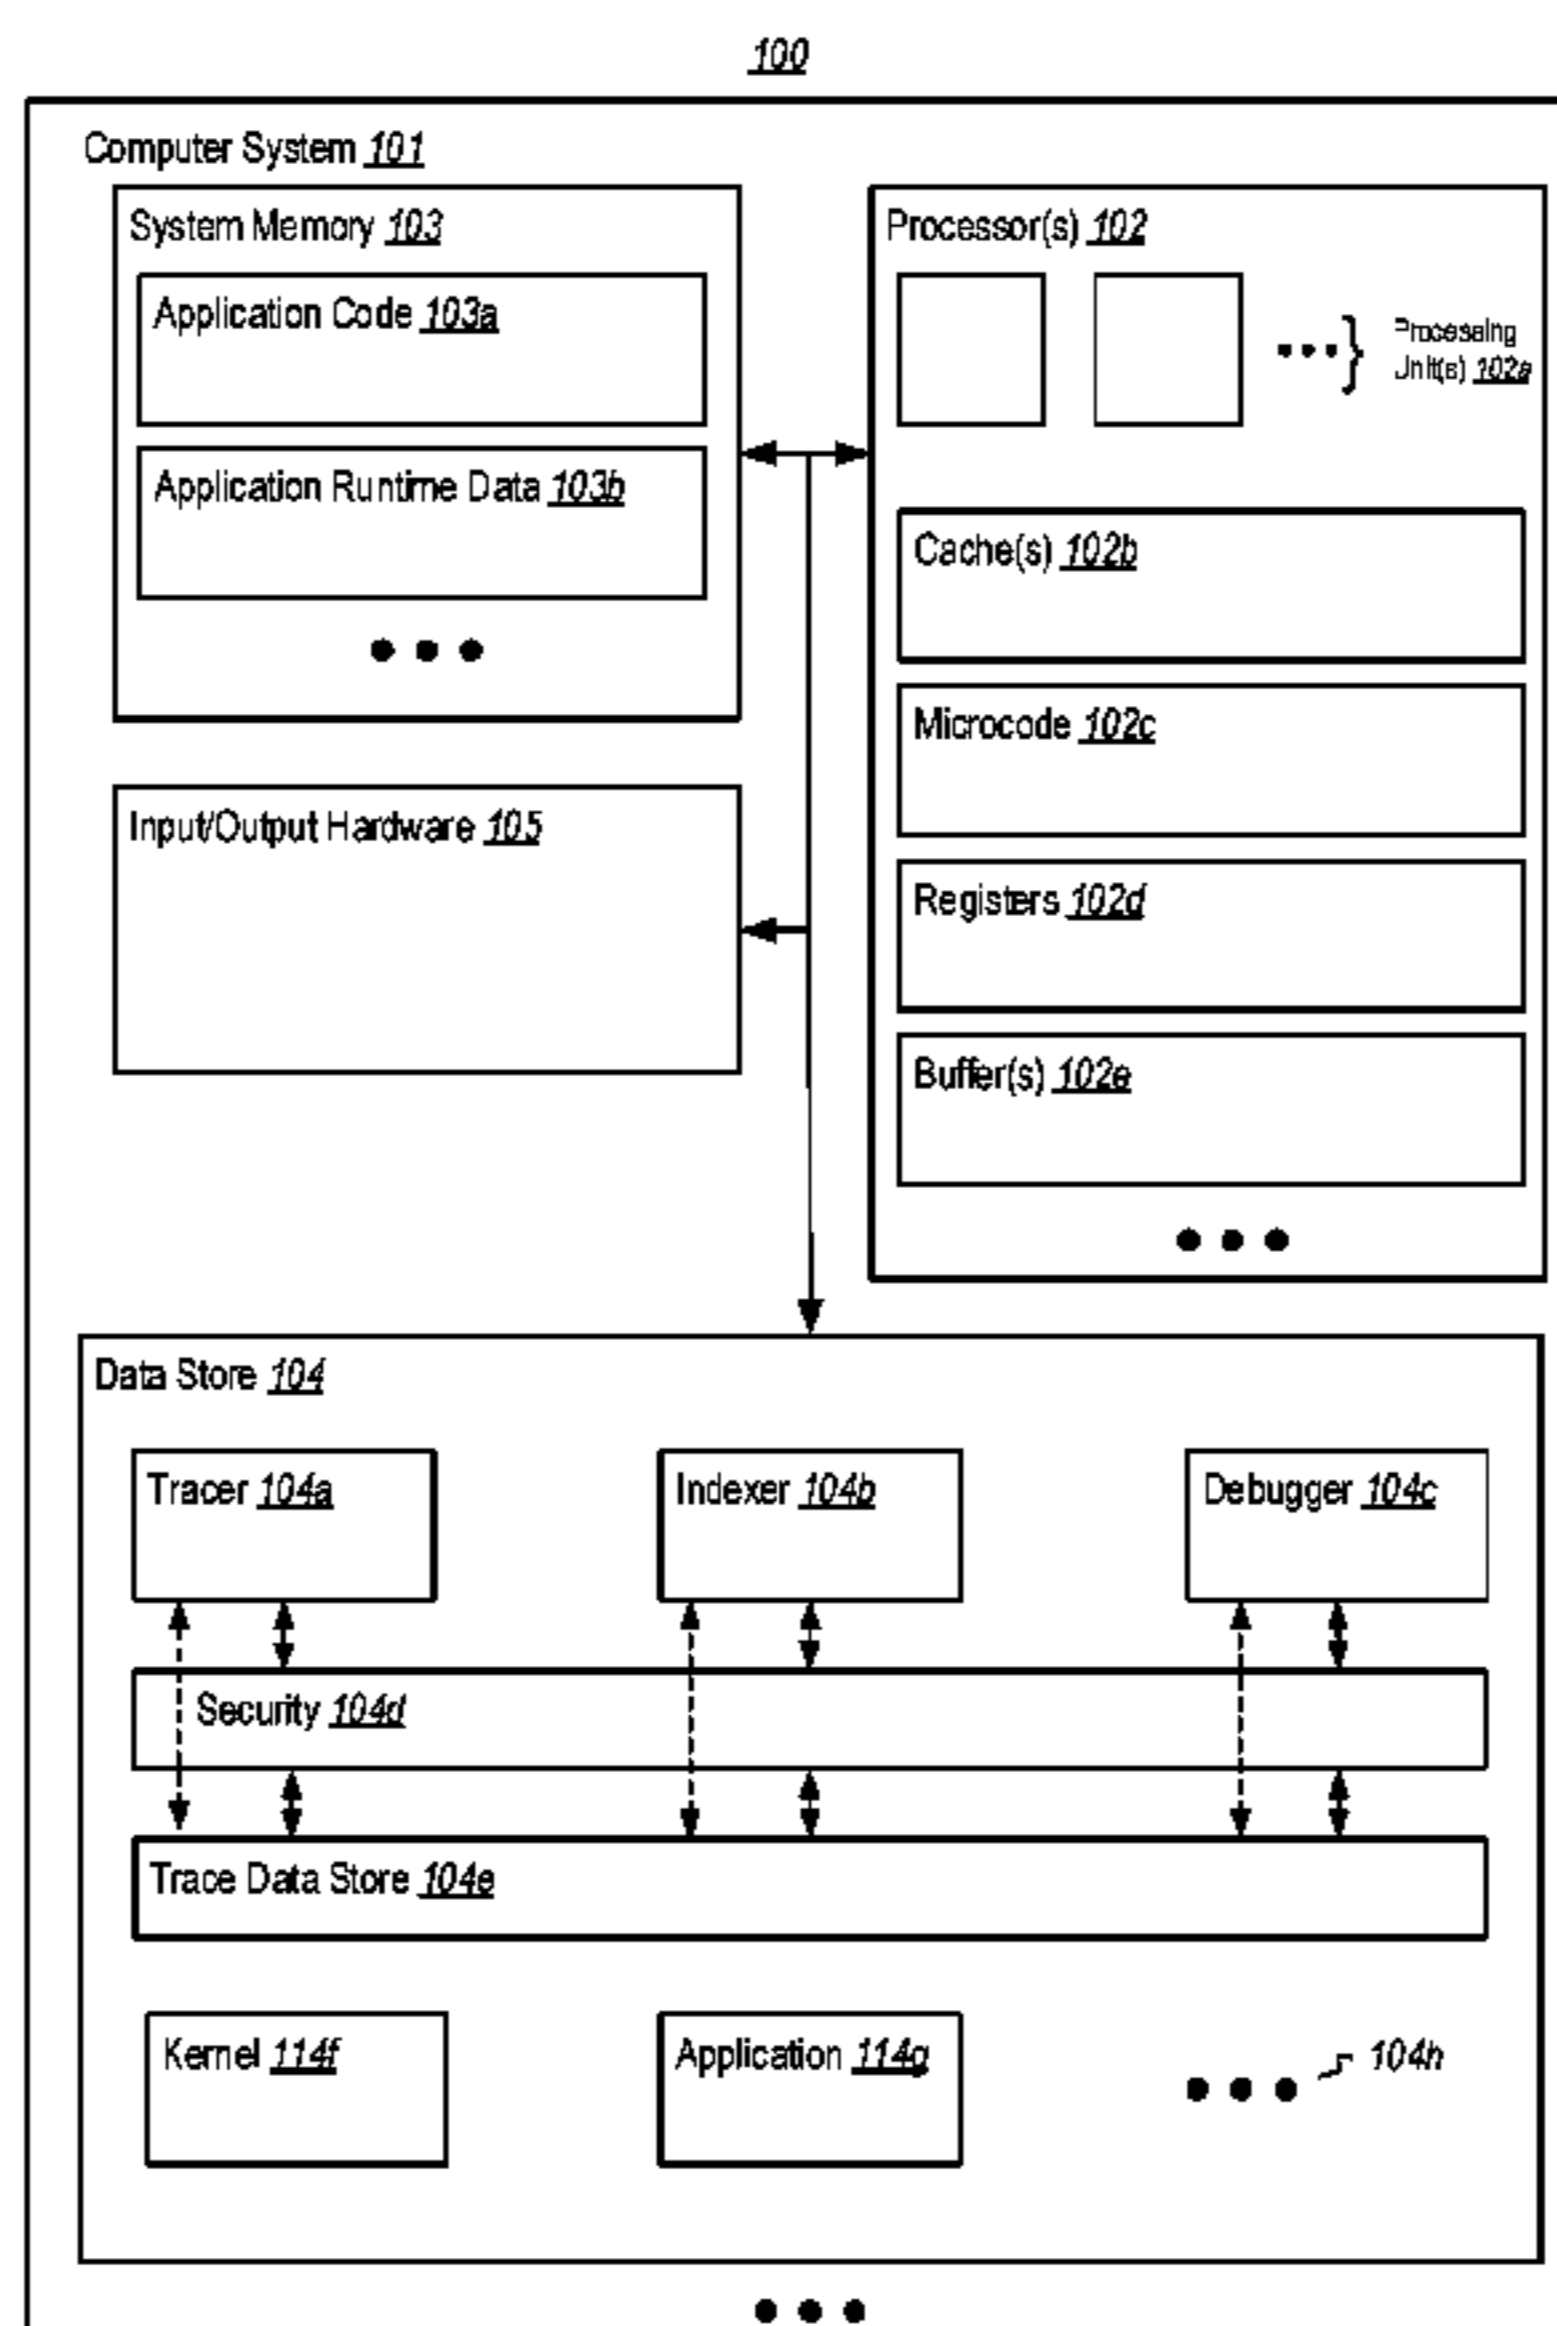 100
Computer System 101
System Memory 103
Application Code 103a
Application Runtime Data 103b
Input/Output Hardware 105
Processor(s) 102
Processing
Unit(s) 102a
Cache(s) 102b
Microcode 102c
Registers 102d
Buffer(s) 102e
Data Store 104
Tracer 104a
Indexer 104b
Debugger 104c
Security 104d
Trace Data Store 104e
Kernel 114f
Application 114g
104h